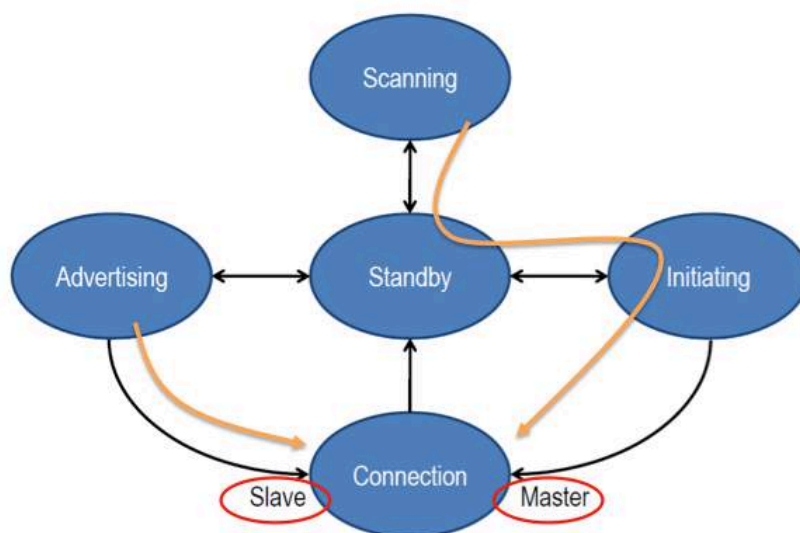 Scanning
Advertising
Standby
Initiating
Connection
Slave
Master